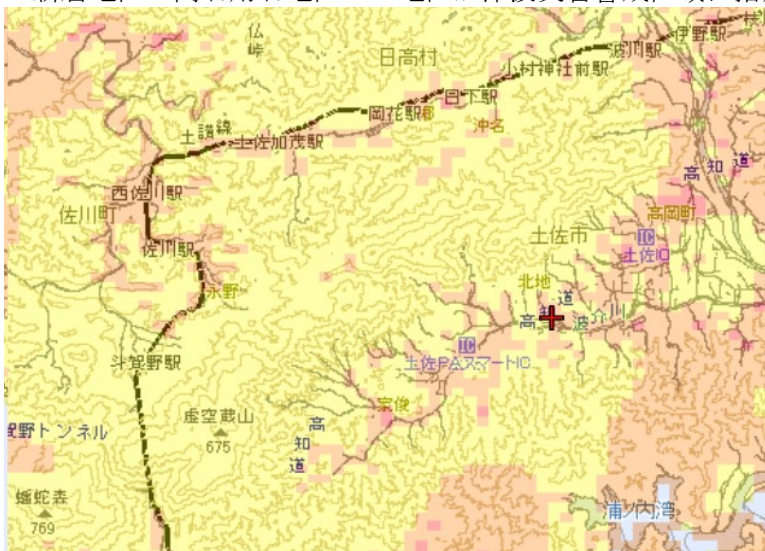 仏
峠
日高村
波川駅
伊野駅
小村神社前駅
日下駅
岡花駅
郷
沖名
土讃線
土佐加茂駅
西佐川駅
佐川町
佐川駅
永野
高知道
高岡町
土佐市
IC
土佐IC
北地
高知道
波介川
IC
土佐PAスマートIC
斗賀野駅
宗俊
虚空蔵山
675
賀野トンネル
高知道
蟠蛇森
769
浦ノ内湾